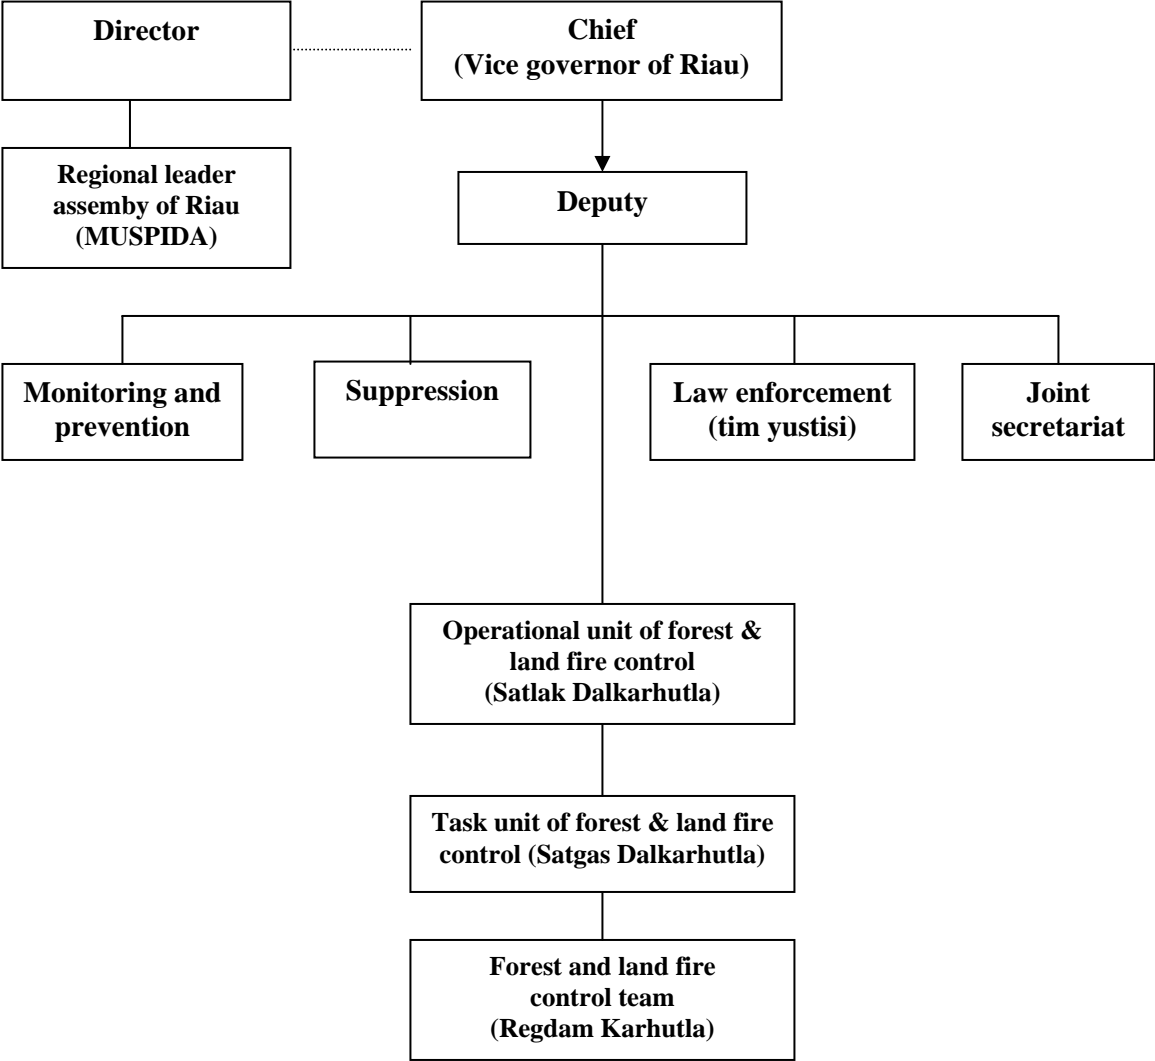 Director
Chief
(Vice governor of Riau)
Regional leader
assemby of Riau
(MUSPIDA)
Deputy
Monitoring and
prevention
Suppression
Law enforcement
(tim yustisi)
Joint
secretariat
Operational unit of forest &
land fire control
(Satlak Dalkarhutla)
Task unit of forest & land fire
control (Satgas Dalkarhutla)
Forest and land fire
control team
(Regdam Karhutla)